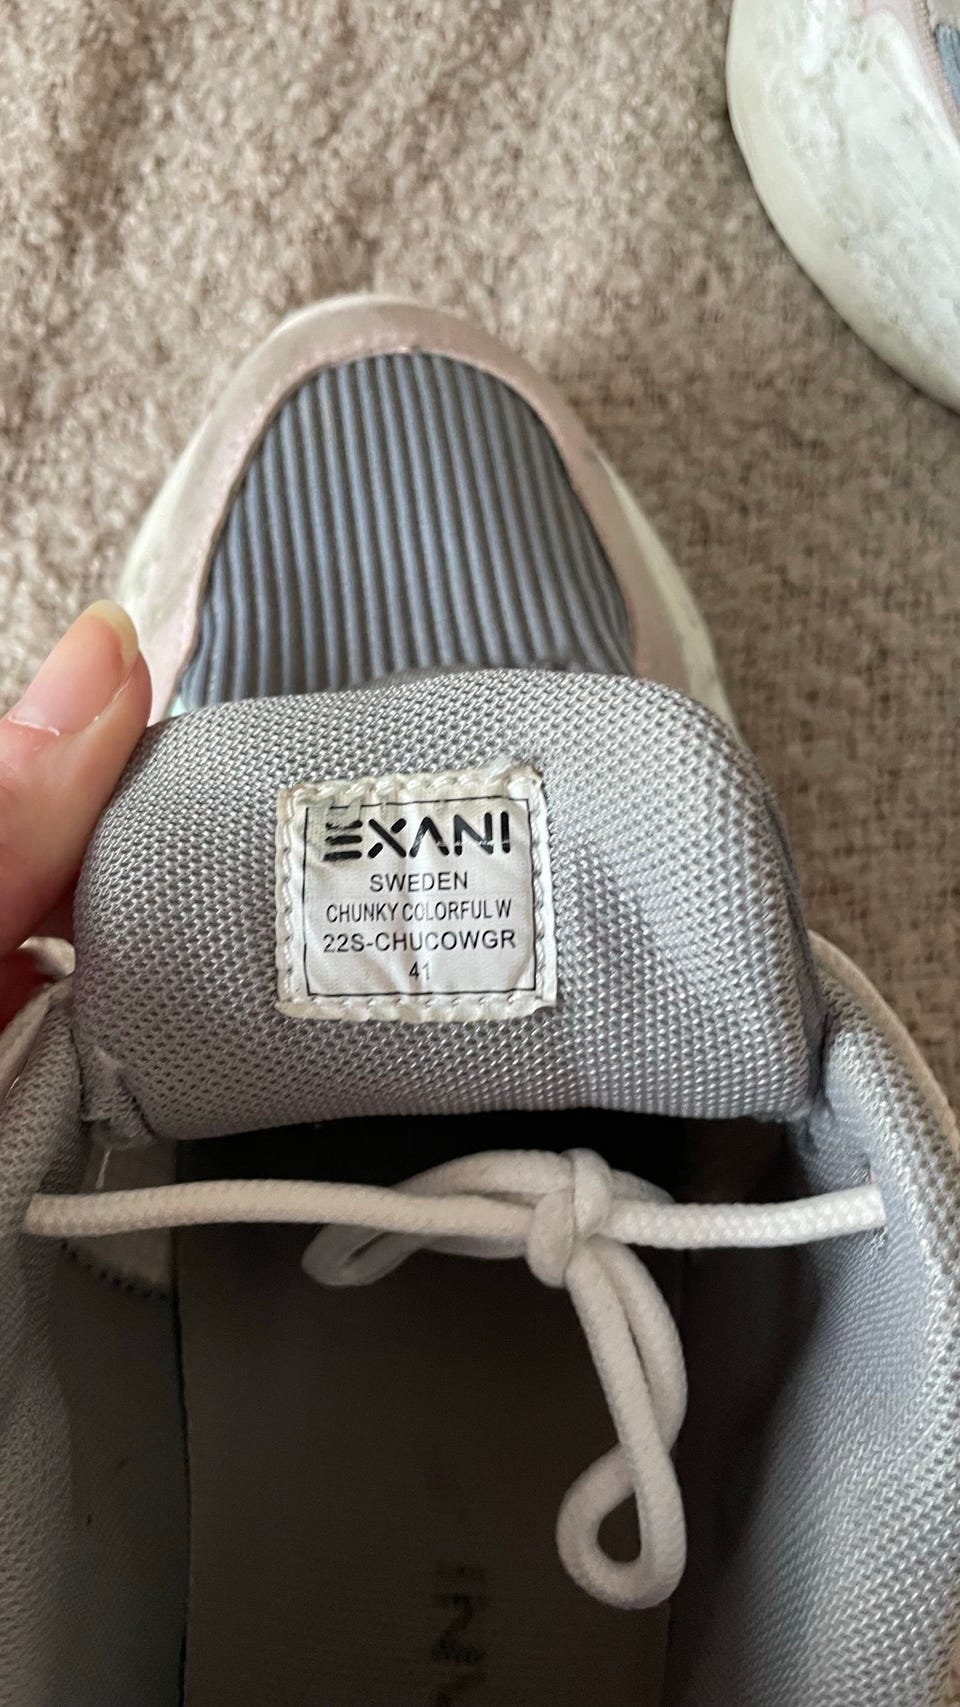 EXANI
SWEDEN
CHUNKY COLORFUL W
22S-CHUCOWGR
41